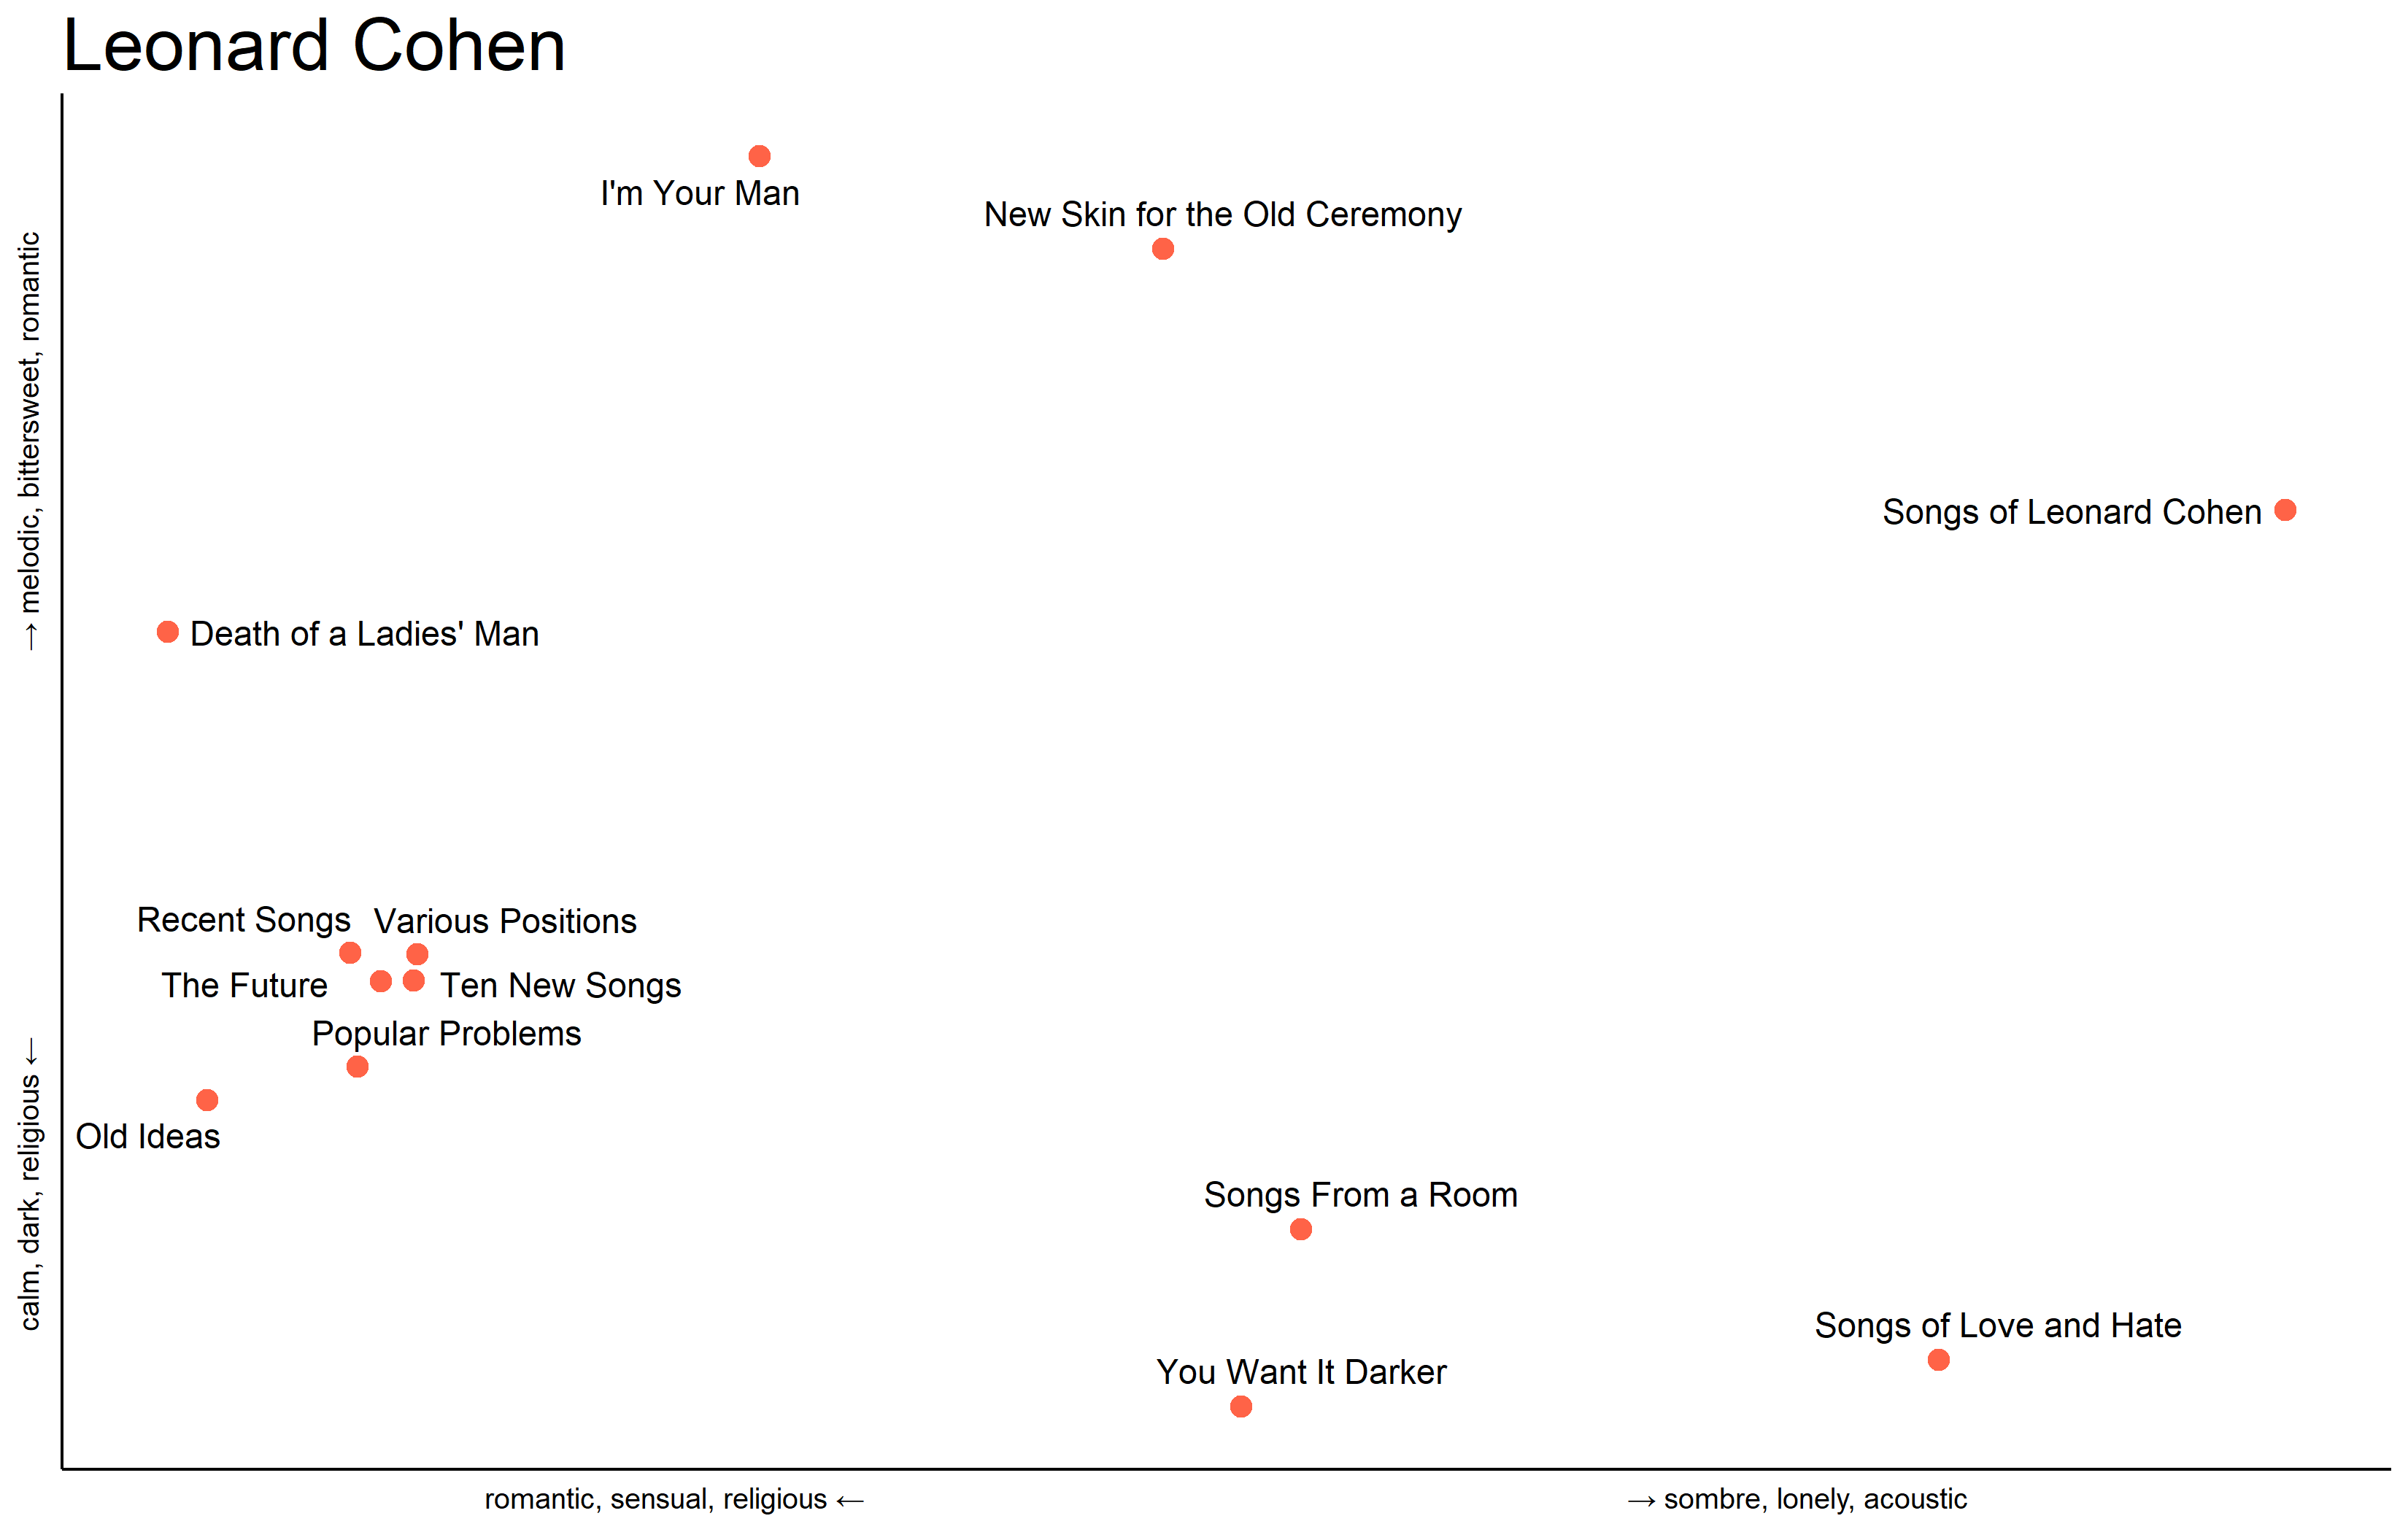 Leonard Cohen
I'm Your Man
New Skin for the Old Ceremony
→ melodic, bittersweet, romantic
Songs of Leonard Cohen
Death of a Ladies' Man
Recent Songs
Various Positions
The Future
Ten New Songs
Popular Problems
Old Ideas
calm, dark, religious ←
Songs From a Room
Songs of Love and Hate
You Want It Darker
romantic, sensual, religious ←
→ sombre, lonely, acoustic